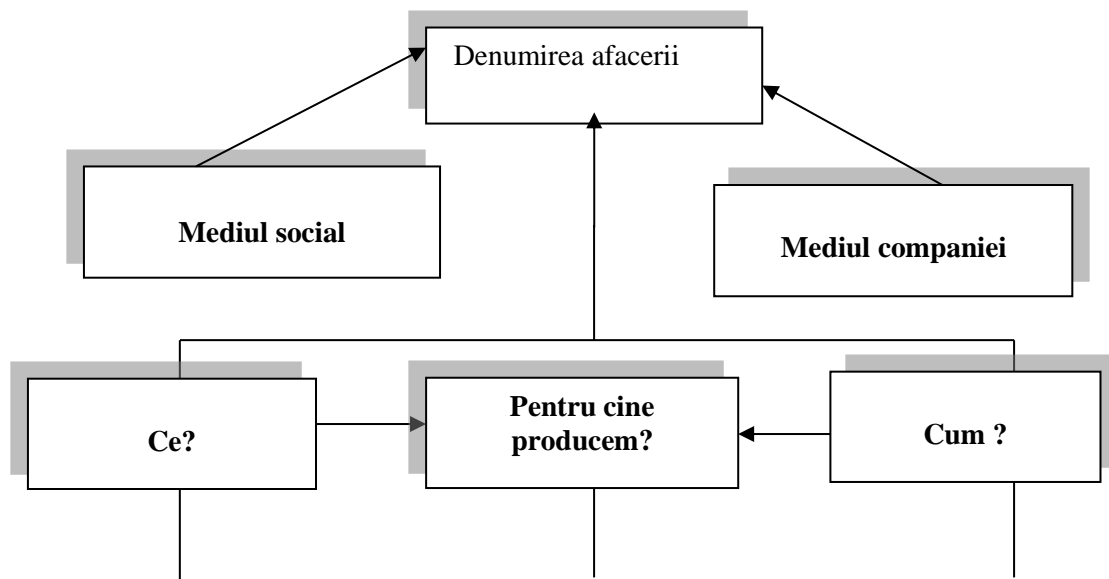 Denumirea afacerii
Mediul social
Mediul companiei
Ce?
Pentru cine
producem?
Cum ?